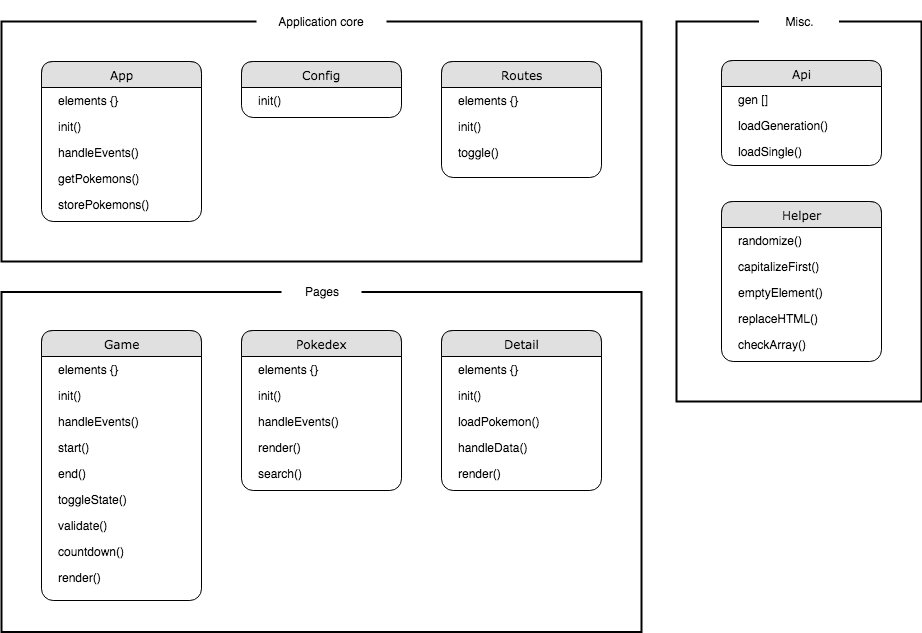 Application core
App
elements {}
init()
handleEvents()
getPokemons()
storePokemons()
Config
init()
Routes
elements {}
init()
toggle()
Misc.
Api
gen []
loadGeneration()
loadSingle()
Helper
randomize()
capitalizeFirst()
emptyElement()
replaceHTML()
checkArray()
Pages
Game
elements {}
init()
handleEvents()
start()
end()
toggleState()
validate()
countdown()
render()
Pokedex
elements {}
init()
handleEvents()
render()
search()
Detail
elements {}
init()
loadPokemon()
handleData()
render()